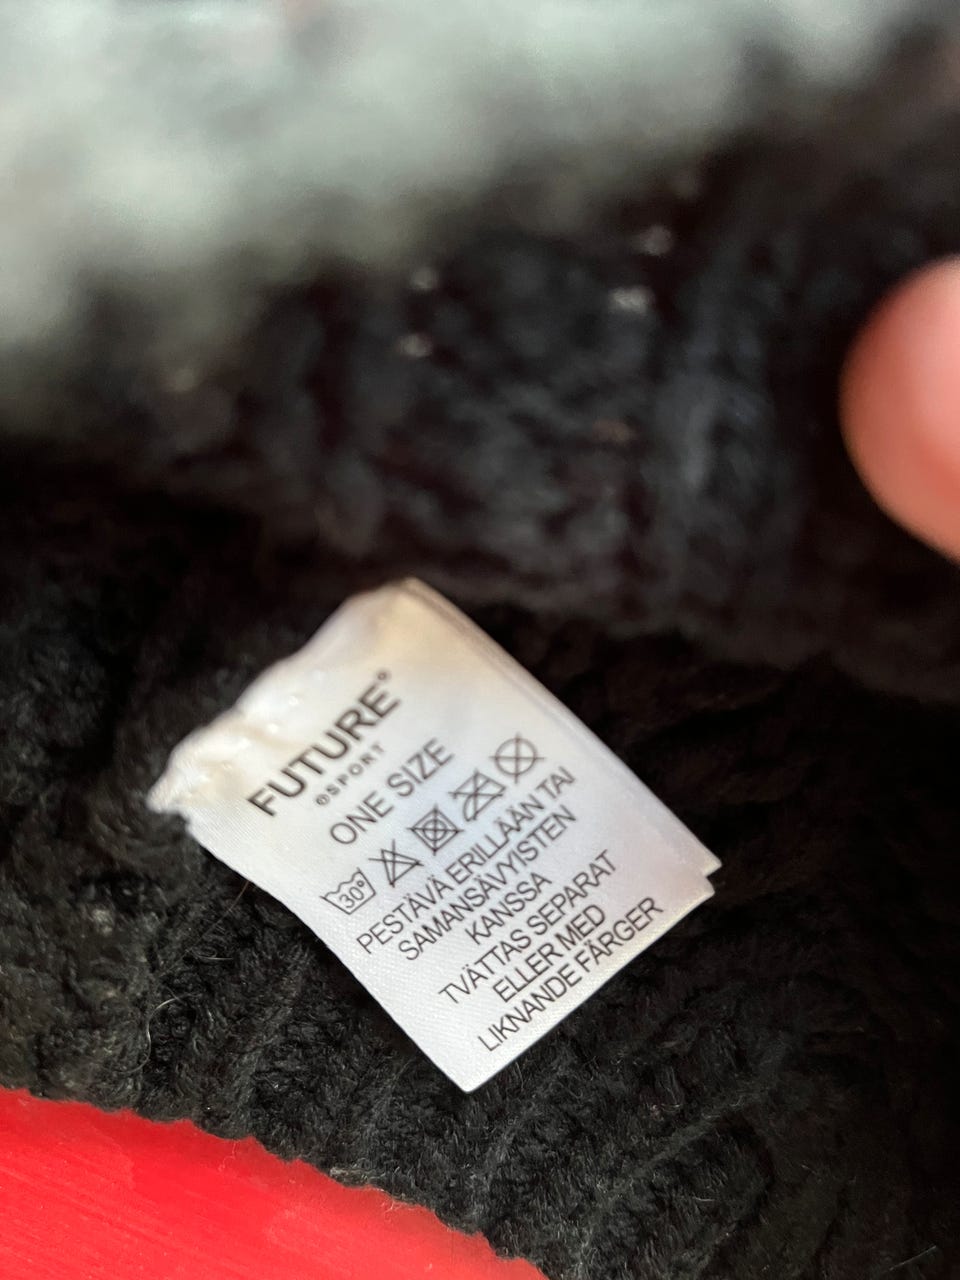 FUTURE°
®SPORT
ONE SIZE
30°
PESTÄVÄ ERILLÄÄN TAI
SAMANSÄVYISTEN
KANSSA
TVÄTTAS SEPARAT
ELLER MED
LIKNANDE FÄRGER